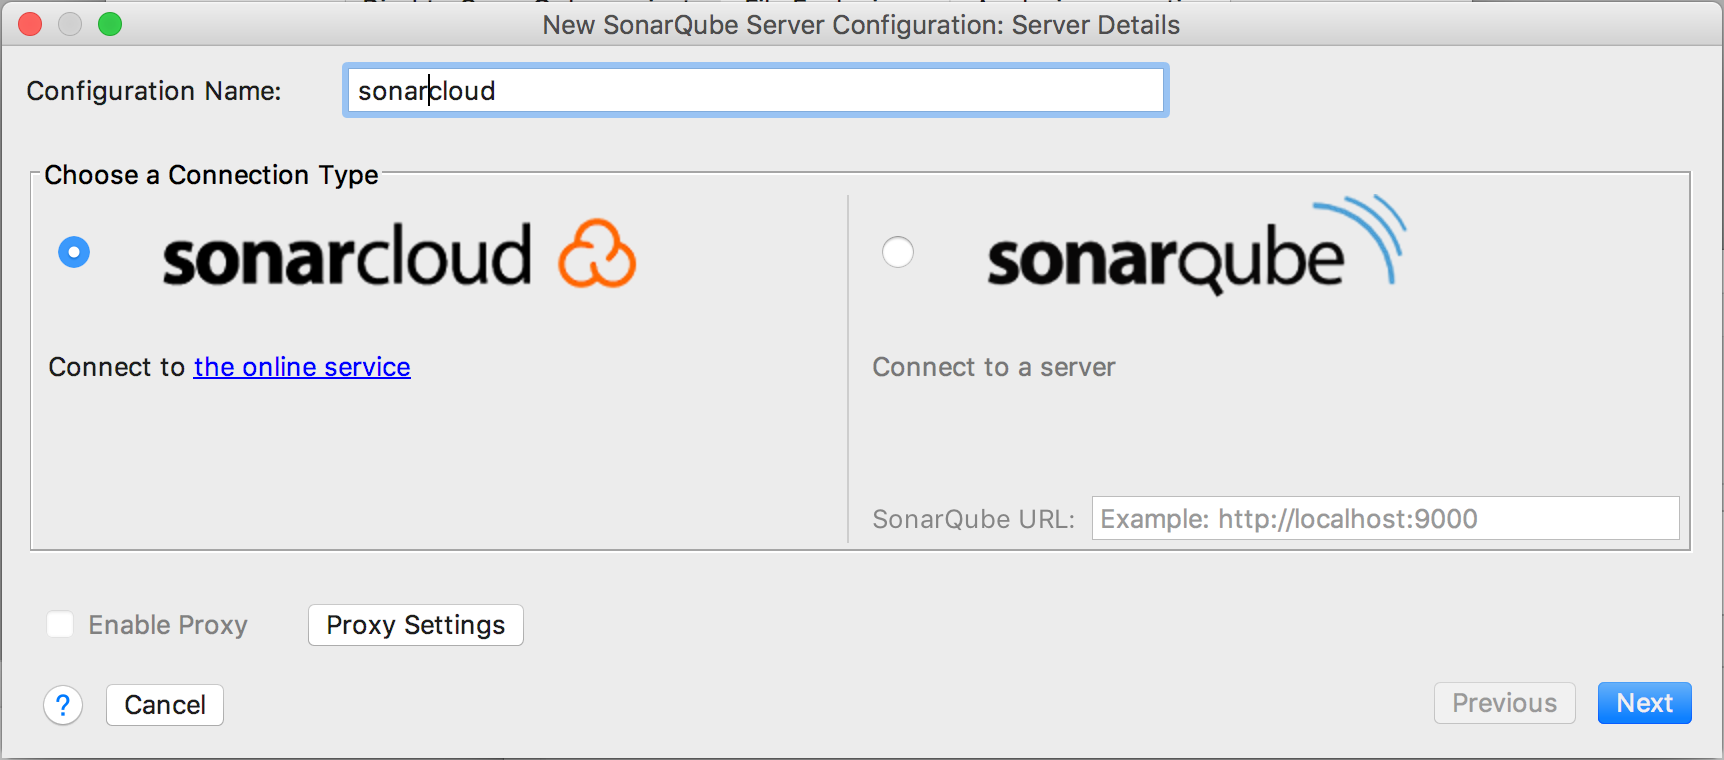 New SonarQube Server Configuration: Server Details
Configuration Name: sonarcloud
Choose a Connection Type
sonarcloud
sonarqube
Connect to the online service
Connect to a server
SonarQube URL: Example: http://localhost:9000
Enable Proxy
Proxy Settings
?
Cancel
Previous
Next